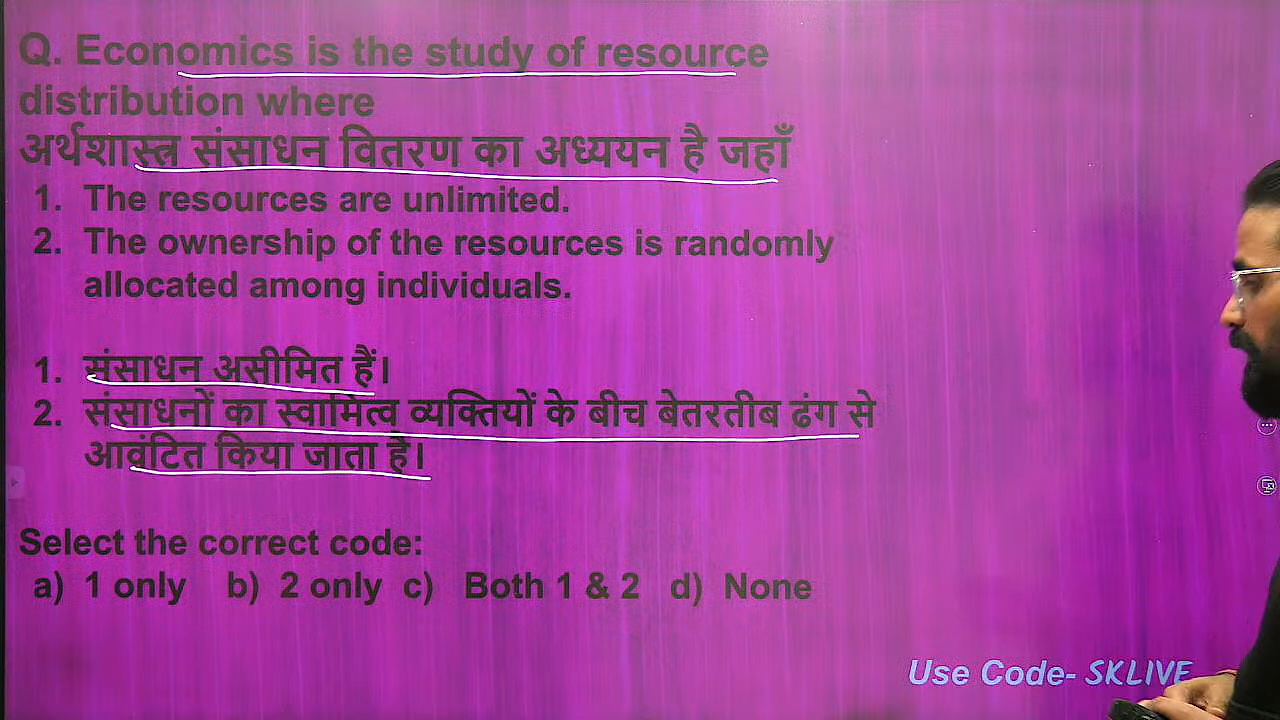 Q. Economics is the study of resource
distribution where
अर्थशास्त्र संसाधन वितरण का अध्ययन है जहाँ
1. The resources are unlimited.
2. The ownership of the resources is randomly
allocated among individuals.
1. संसाधन असीमित हैं।
2. संसाधनों का स्वामित्व व्यक्तियों के बीच बेतरतीब ढंग से
आवंटित किया जाता है।
Select the correct code:
a) 1 only b) 2 only c) Both 1 & 2 d) None
Use Code- SKLIVE